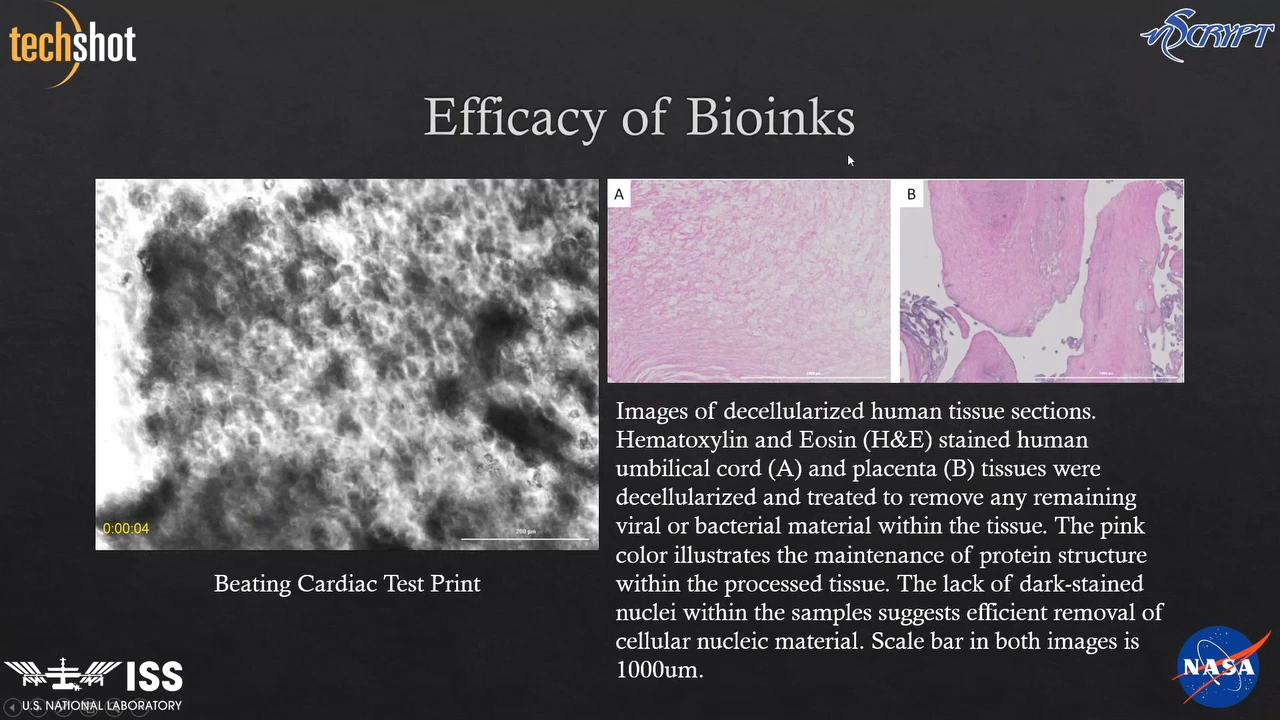 techshot
nSCRYPT
Efficacy of Bioinks
A
B
0:00:04
200 µm
Images of decellularized human tissue sections.
Hematoxylin and Eosin (H&E) stained human
umbilical cord (A) and placenta (B) tissues were
decellularized and treated to remove any remaining
viral or bacterial material within the tissue. The pink
color illustrates the maintenance of protein structure
within the processed tissue. The lack of dark-stained
nuclei within the samples suggests efficient removal of
cellular nucleic material. Scale bar in both images is
1000um.
Beating Cardiac Test Print
ISS
U.S. NATIONAL LABORATORY
NASA